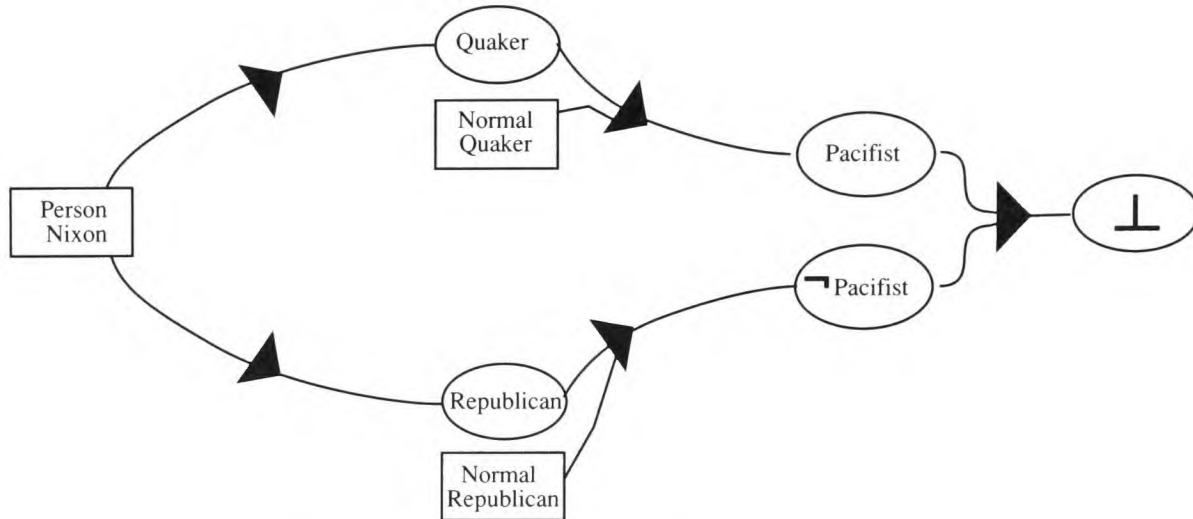 Quaker
Normal
Quaker
Pacifist
Person
Nixon
⊥
¬ Pacifist
Republican
Normal
Republican